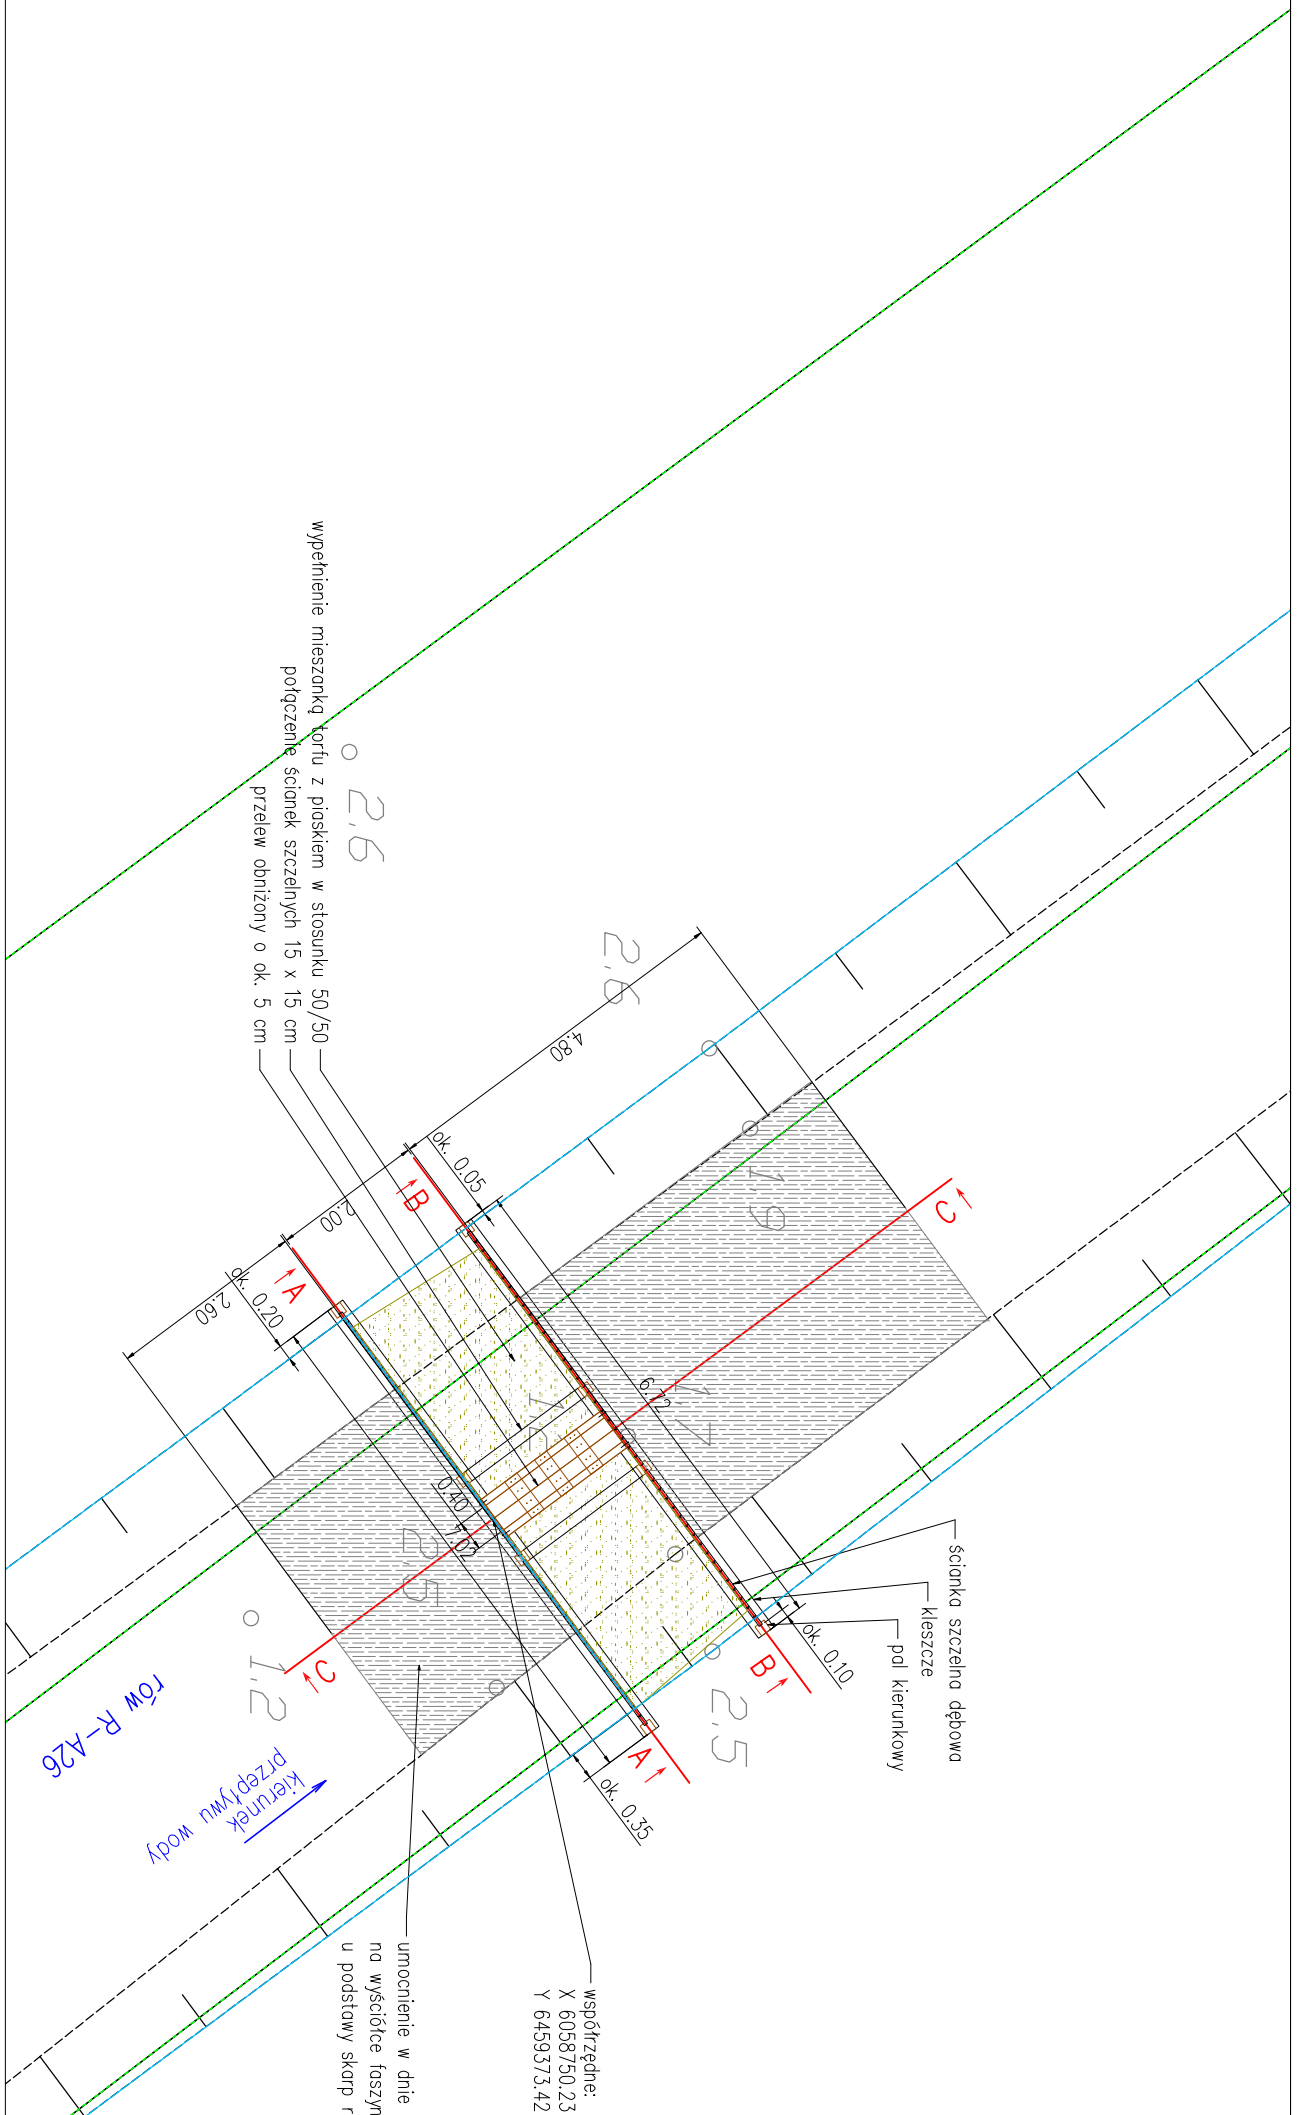 wypełnienie mieszanką torfu z piaskiem w stosunku 50/50
połączenie ścianek szczelnych 15 x 15 cm
przelew obniżony o ok. 5 cm
ścianka szczelna dębowa
kleszcze
pal kierunkowy
współrzędne:
X 6058750.23
Y 6459373.42
umocnienie w dnie
na wyściółce faszyn
u podstawy skarp r
rów R-A26
kierunek
przepływu wody
2.6
2.6
1.9
1.7
2.5
1.2
2.5
4.80
2.00
2.60
ok. 0.05
ok. 0.20
6.72
0.40
7.02
ok. 0.10
ok. 0.35
A
A
B
B
C
C